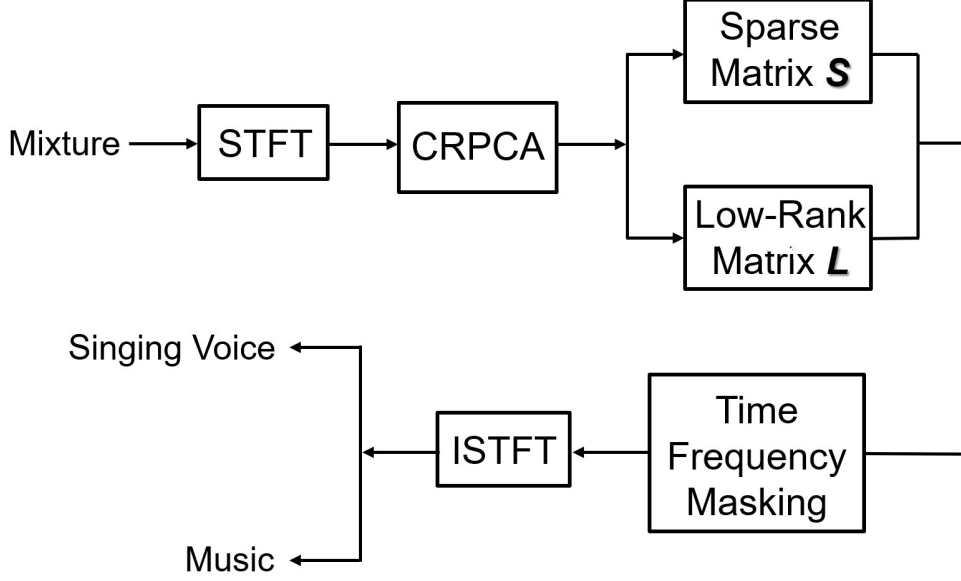 Mixture
STFT
CRPCA
Sparse
Matrix S
Low-Rank
Matrix L
Singing Voice
Music
ISTFT
Time
Frequency
Masking